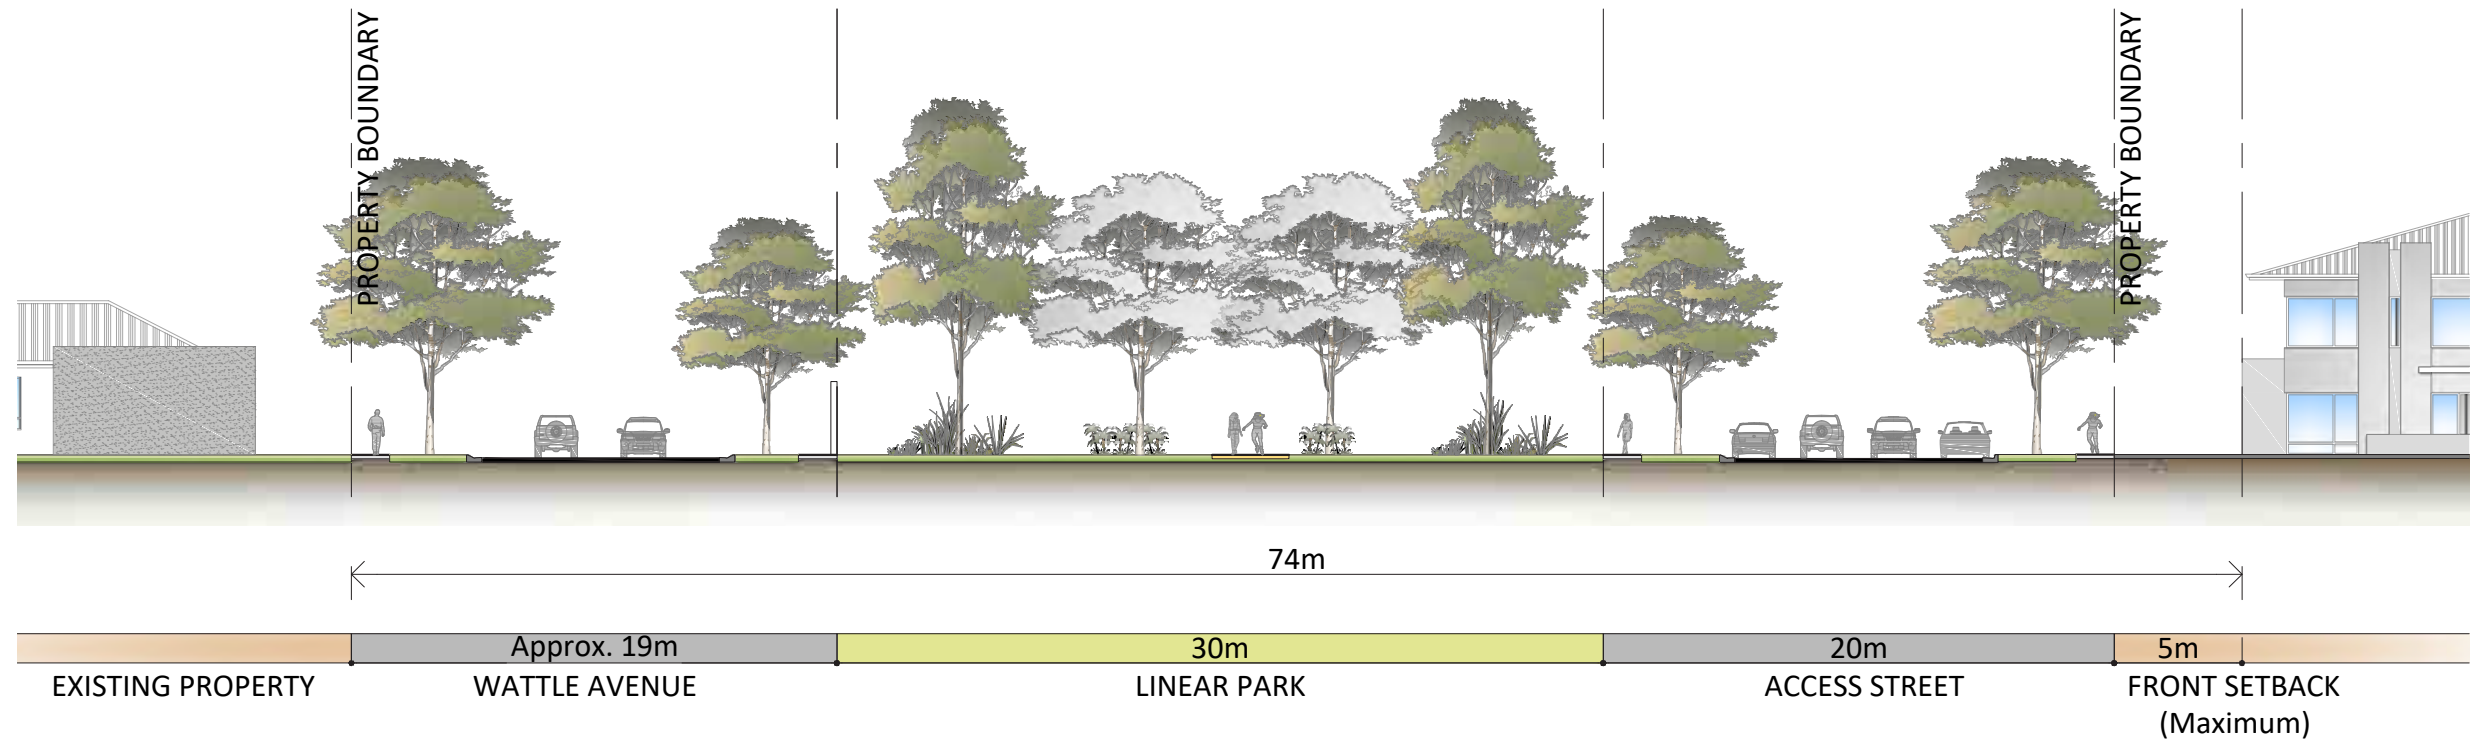 PROPERTY BOUNDARY
PROPERTY BOUNDARY
74m
Approx. 19m
30m
20m
5m
EXISTING PROPERTY
WATTLE AVENUE
LINEAR PARK
ACCESS STREET
FRONT SETBACK
(Maximum)